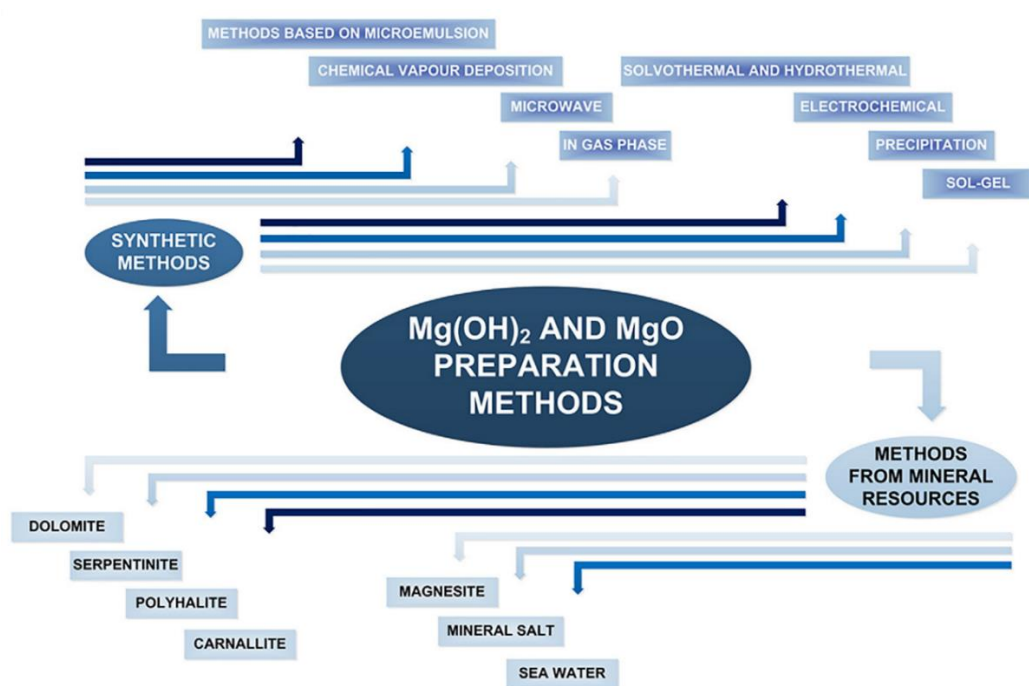 METHODS BASED ON MICROEMULSION
CHEMICAL VAPOUR DEPOSITION
MICROWAVE
IN GAS PHASE
SOLVOTHERMAL AND HYDROTHERMAL
ELECTROCHEMICAL
PRECIPITATION
SOL-GEL
SYNTHETIC
METHODS
Mg(OH)₂ AND MgO
PREPARATION
METHODS
METHODS
FROM MINERAL
RESOURCES
DOLOMITE
SERPENTINITE
POLYHALITE
CARNALLITE
MAGNESITE
MINERAL SALT
SEA WATER